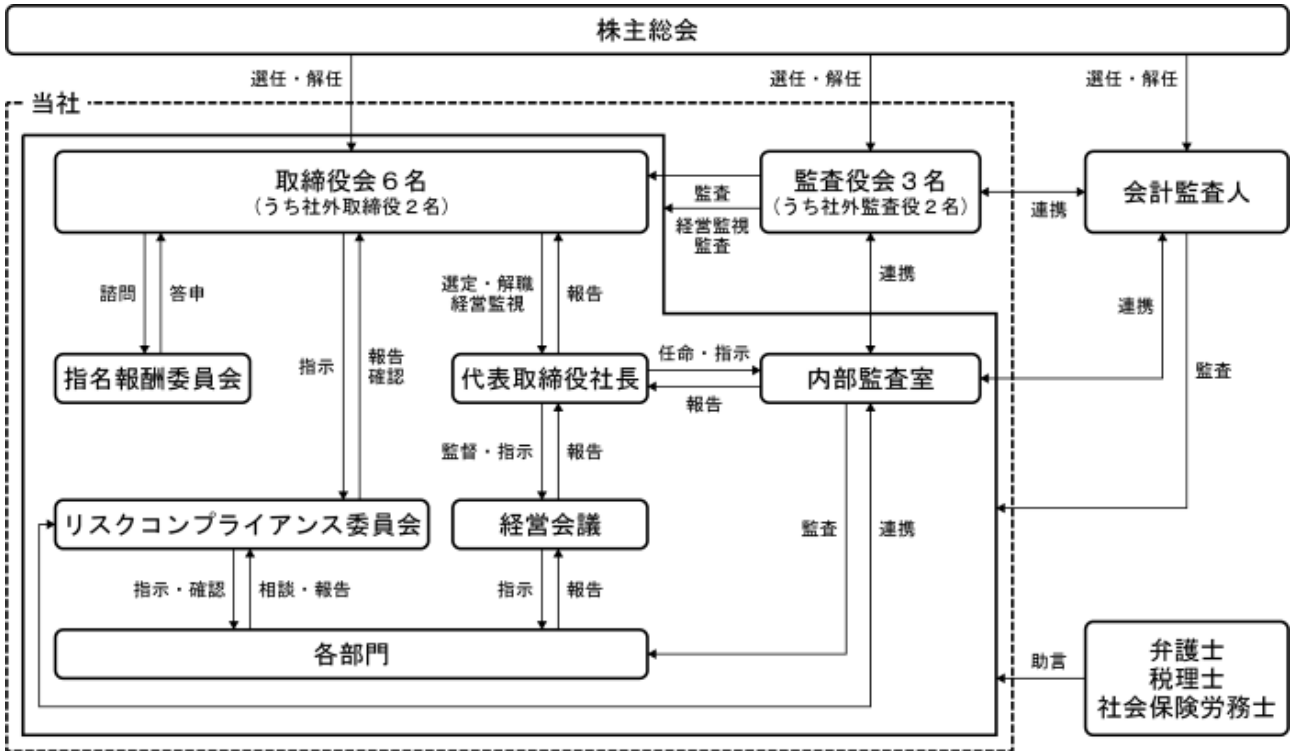 株主総会
選任・解任
選任・解任
選任・解任
当社
取締役会6名
(うち社外取締役2名)
監査
経営監視
監査
監査役会3名
(うち社外監査役2名)
連携
会計監査人
諮問
答申
指示
報告
確認
選定・解職
経営監視
報告
連携
連携
監査
指名報酬委員会
代表取締役社長
任命・指示
報告
内部監査室
監督・指示
報告
リスクコンプライアンス委員会
経営会議
監査
連携
指示・確認
相談・報告
指示
報告
各部門
助言
弁護士
税理士
社会保険労務士